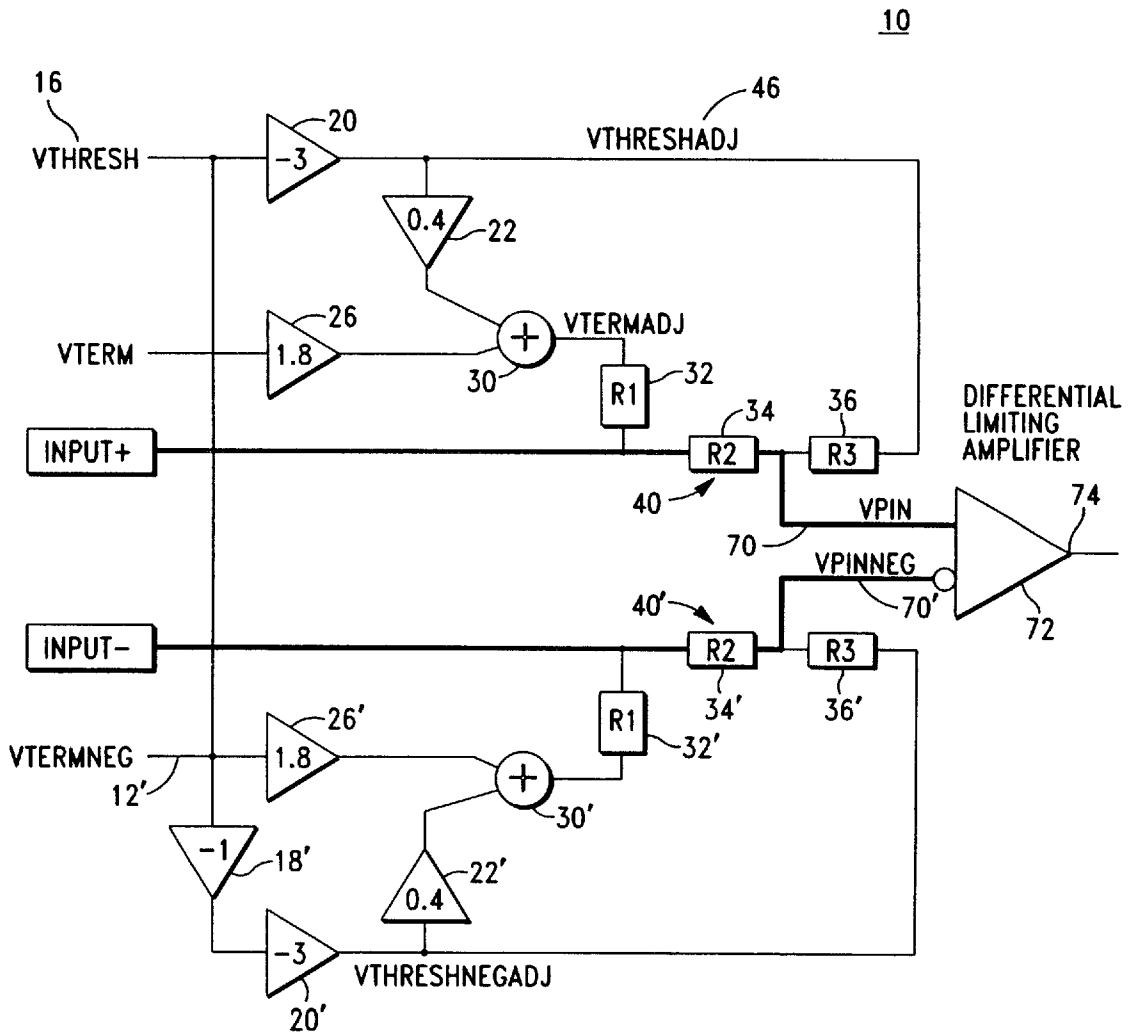 10
16
VTHRESH
20
-3
46
VTHRESHADJ
0.4
22
VTERM
26
1.8
+
30
VTERMADJ
R1
32
INPUT+
34
R2
40
36
R3
DIFFERENTIAL
LIMITING
AMPLIFIER
VPIN
70
74
VPINNEG
70'
72
INPUT-
40'
R2
34'
R3
36'
R1
32'
VTERMNEG
12'
26'
1.8
+
30'
-1
18'
0.4
22'
-3
20'
VTHRESHNEGADJ